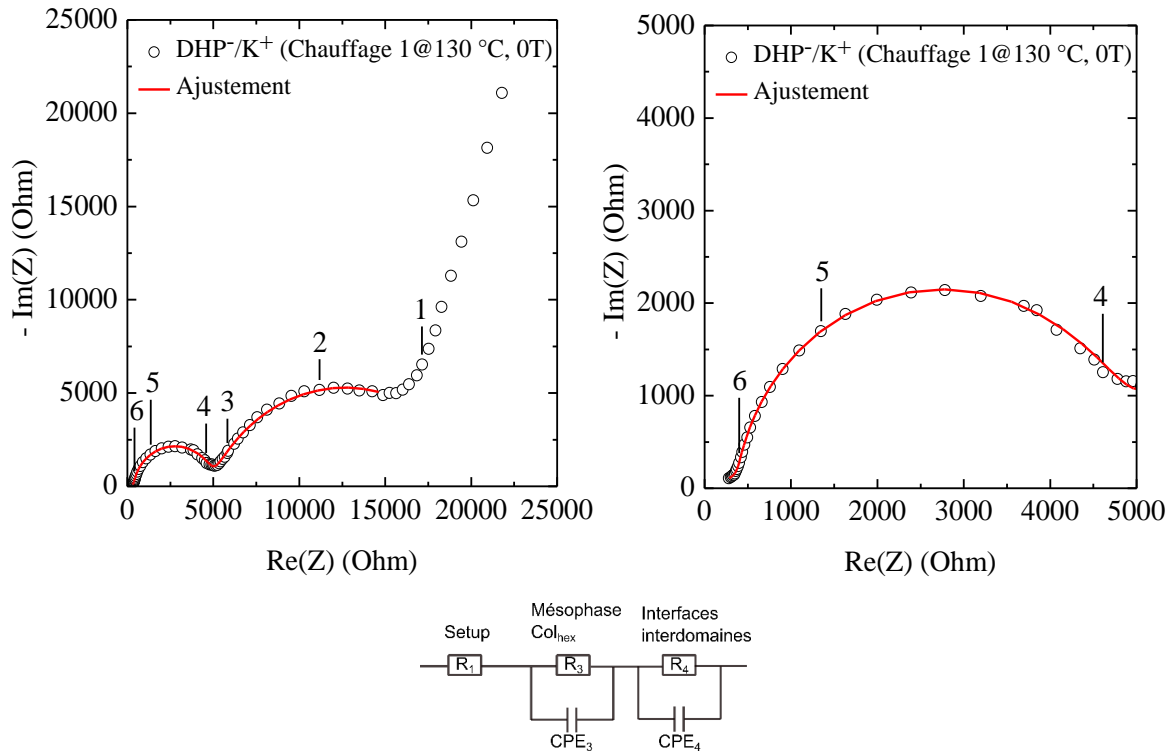 25000
20000
15000
10000
5000
0
- Im(Z) (Ohm)
DHP⁻/K⁺ (Chauffage 1@130 °C, 0T)
Ajustement
1
2
3
4
5
6
0 5000 10000 15000 20000 25000
Re(Z) (Ohm)
5000
4000
3000
2000
1000
0
- Im(Z) (Ohm)
DHP⁻/K⁺ (Chauffage 1@130 °C, 0T)
Ajustement
5
4
6
0 1000 2000 3000 4000 5000
Re(Z) (Ohm)
Setup
Mésophase
Col_hex
Interfaces
interdomaines
R₁
R₃
R₄
CPE₃
CPE₄